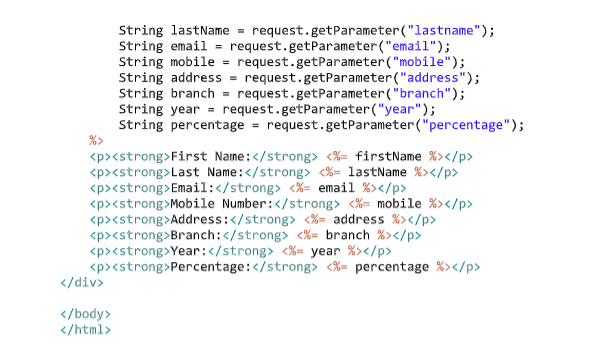 String lastName = request.getParameter("lastname");
String email = request.getParameter("email");
String mobile = request.getParameter("mobile");
String address = request.getParameter("address");
String branch = request.getParameter("branch");
String year = request.getParameter("year");
String percentage = request.getParameter("percentage");
%>
<p><strong>First Name:</strong> <%= firstName %></p>
<p><strong>Last Name:</strong> <%= lastName %></p>
<p><strong>Email:</strong> <%= email %></p>
<p><strong>Mobile Number:</strong> <%= mobile %></p>
<p><strong>Address:</strong> <%= address %></p>
<p><strong>Branch:</strong> <%= branch %></p>
<p><strong>Year:</strong> <%= year %></p>
<p><strong>Percentage:</strong> <%= percentage %></p>
</div>
</body>
</html>